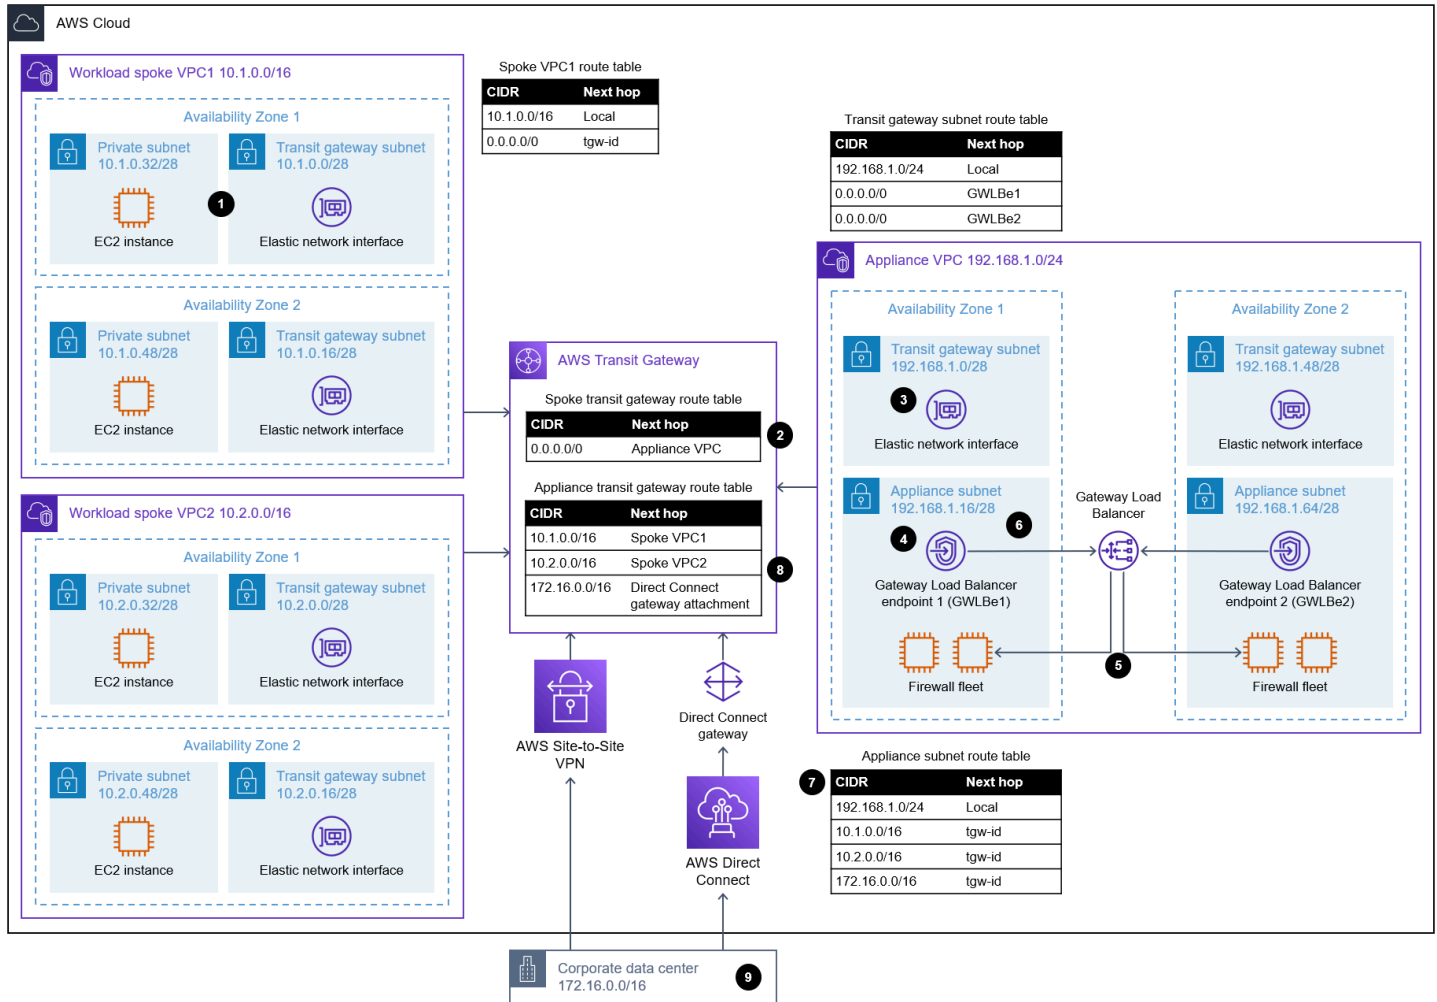 AWS Cloud
Workload spoke VPC1 10.1.0.0/16
Availability Zone 1
Private subnet
10.1.0.32/28
EC2 instance
1
Transit gateway subnet
10.1.0.0/28
Elastic network interface
Availability Zone 2
Private subnet
10.1.0.48/28
EC2 instance
Transit gateway subnet
10.1.0.16/28
Elastic network interface
Workload spoke VPC2 10.2.0.0/16
Availability Zone 1
Private subnet
10.2.0.32/28
EC2 instance
Transit gateway subnet
10.2.0.0/28
Elastic network interface
Availability Zone 2
Private subnet
10.2.0.48/28
EC2 instance
Transit gateway subnet
10.2.0.16/28
Elastic network interface
Spoke VPC1 route table
CIDR Next hop
10.1.0.0/16 Local
0.0.0.0/0 tgw-id
AWS Transit Gateway
Spoke transit gateway route table
CIDR Next hop
0.0.0.0/0 Appliance VPC
2
Appliance transit gateway route table
CIDR Next hop
10.1.0.0/16 Spoke VPC1
10.2.0.0/16 Spoke VPC2
172.16.0.0/16 Direct Connect
gateway attachment
8
AWS Site-to-Site
VPN
Direct Connect
gateway
AWS Direct
Connect
Corporate data center
172.16.0.0/16
9
Transit gateway subnet route table
CIDR Next hop
192.168.1.0/24 Local
0.0.0.0/0 GWLBe1
0.0.0.0/0 GWLBe2
Appliance VPC 192.168.1.0/24
Availability Zone 1
Transit gateway subnet
192.168.1.0/28
3
Elastic network interface
Appliance subnet
192.168.1.16/28
4
6
Gateway Load Balancer
endpoint 1 (GWLBe1)
Firewall fleet
Gateway Load
Balancer
5
Availability Zone 2
Transit gateway subnet
192.168.1.48/28
Elastic network interface
Appliance subnet
192.168.1.64/28
Gateway Load Balancer
endpoint 2 (GWLBe2)
Firewall fleet
Appliance subnet route table
7
CIDR Next hop
192.168.1.0/24 Local
10.1.0.0/16 tgw-id
10.2.0.0/16 tgw-id
172.16.0.0/16 tgw-id